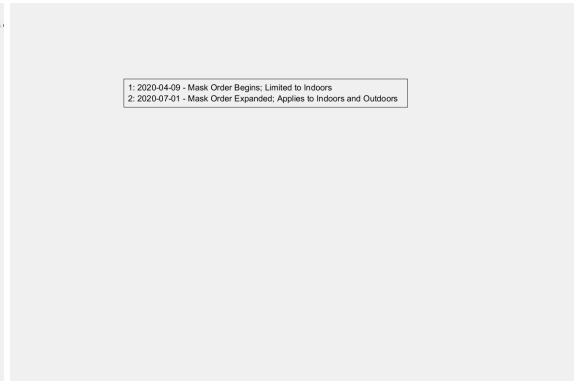 1: 2020-04-09 - Mask Order Begins; Limited to Indoors
2: 2020-07-01 - Mask Order Expanded; Applies to Indoors and Outdoors